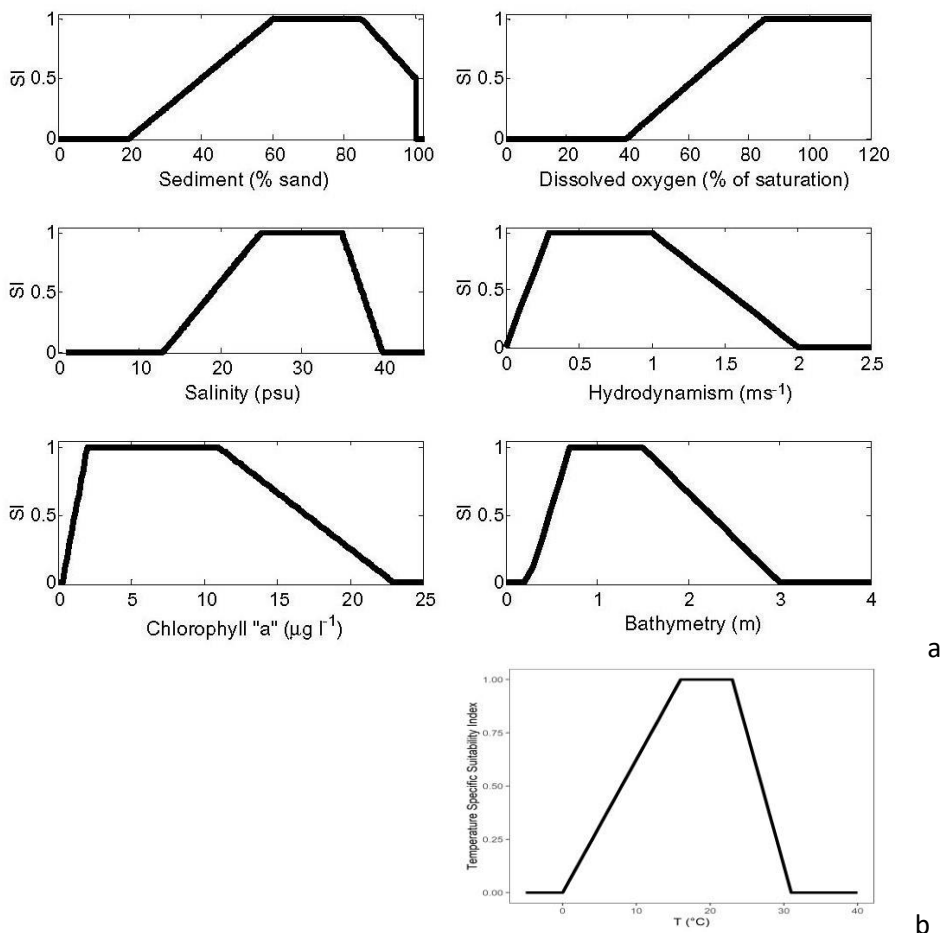 SI
1
0.5
0
0 20 40 60 80 100
Sediment (% sand)
SI
1
0.5
0
0 20 40 60 80 100 120
Dissolved oxygen (% of saturation)
SI
1
0.5
0
10 20 30 40
Salinity (psu)
SI
1
0.5
0
0 0.5 1 1.5 2 2.5
Hydrodynamism (ms⁻¹)
SI
1
0.5
0
0 5 10 15 20 25
Chlorophyll "a" (μg l⁻¹)
SI
1
0.5
0
0 1 2 3 4
Bathymetry (m)
a
Temperature Specific Suitability Index
1.00
0.75
0.50
0.25
0.00
0 10 20 30 40
T (°C)
b